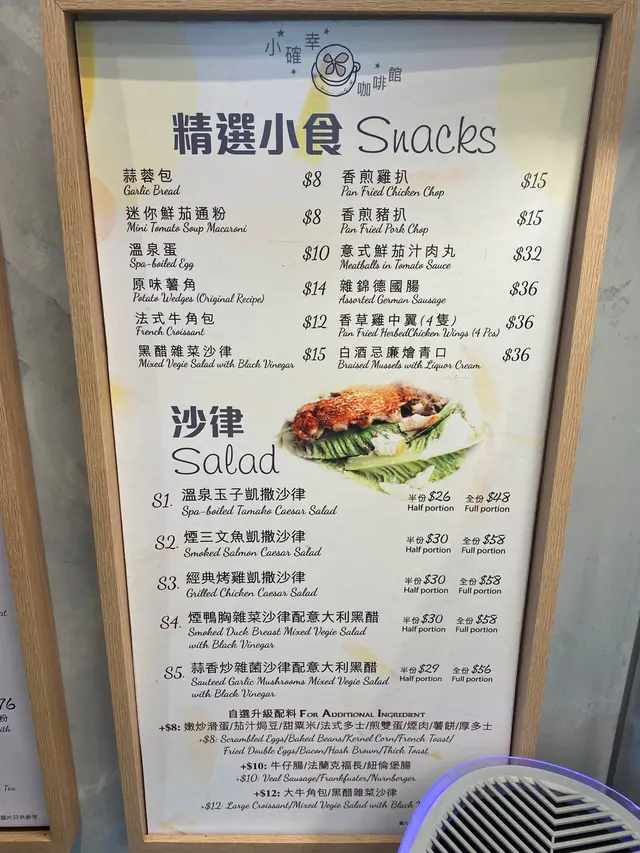 小確幸
咖啡館
精選小食 Snacks
蒜蓉包 $8
Garlic Bread
迷你鮮茄通粉 $8
Mini Tomato Soup Macaroni
溫泉蛋 $10
Spa-boiled Egg
原味薯角 $14
Potato Wedges (Original Recipe)
法式牛角包 $12
French Croissant
黑醋雜菜沙律 $15
Mixed Vegie Salad with Black Vinegar
香煎雞扒 $15
Pan Fried Chicken Chop
香煎豬扒 $15
Pan Fried Pork Chop
意式鮮茄汁肉丸 $32
Meatballs in Tomato Sauce
雜錦德國腸 $36
Assorted German Sausage
香草雞中翼(4隻) $36
Pan Fried HerbedChicken Wings (4 Pcs)
白酒忌廉燴青口 $36
Braised Mussels with Liquor Cream
沙律
Salad
S1. 溫泉玉子凱撒沙律 半份$26 全份$48
Spa-boiled Tamako Caesar Salad Half portion Full portion
S2. 煙三文魚凱撒沙律 半份$30 全份$58
Smoked Salmon Caesar Salad Half portion Full portion
S3. 經典烤雞凱撒沙律 半份$30 全份$58
Grilled Chicken Caesar Salad Half portion Full portion
S4. 煙鴨胸雜菜沙律配意大利黑醋 半份$30 全份$58
Smoked Duck Breast Mixed Vegie Salad Half portion Full portion
with Black Vinegar
S5. 蒜香炒雜菌沙律配意大利黑醋 半份$29 全份$56
Sauteed Garlic Mushrooms Mixed Vegie Salad Half portion Full portion
with Black Vinegar
自選升級配料 For Additional Ingredient
+$8: 嫩炒滑蛋/茄汁焗豆/甜粟米/法式多士/煎雙蛋/煙肉/薯餅/厚多士
+$8: Scrambled Eggs/Baked Beans/Kernel Corn/French Toast/
Fried Double Eggs/Bacon/Hash Brown/Thick Toast
+$10: 牛仔腸/法蘭克福長/紐倫堡腸
+$10: Veal Sausage/Frankfuster/Nurnberger
+$12: 大牛角包/黑醋雜菜沙律
+$12: Large Croissant/Mixed Vegie Salad with Black